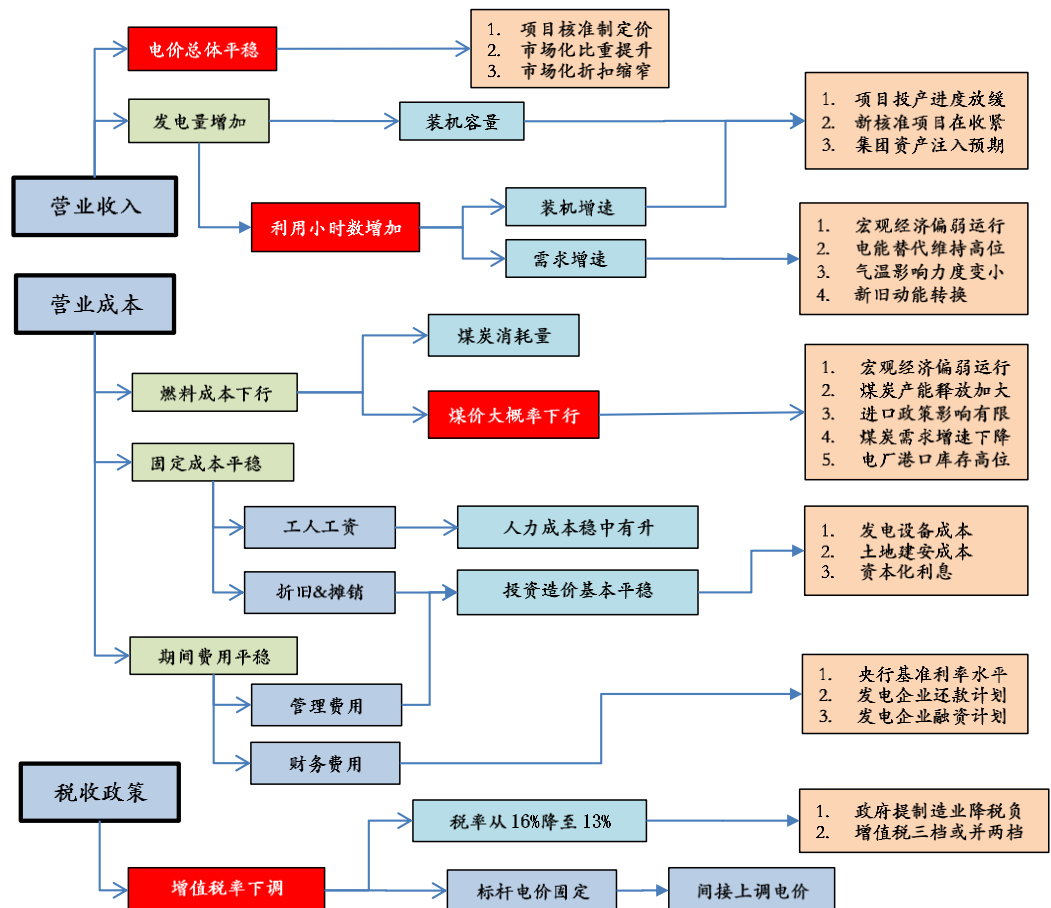 电价总体平稳
1. 项目核准制定价
2. 市场化比重提升
3. 市场化折扣缩窄
发电量增加
装机容量
1. 项目投产进度放缓
2. 新核准项目在收紧
3. 集团资产注入预期
营业收入
利用小时数增加
装机增速
需求增速
1. 宏观经济偏弱运行
2. 电能替代维持高位
3. 气温影响力度变小
4. 新旧动能转换
营业成本
煤炭消耗量
燃料成本下行
煤价大概率下行
1. 宏观经济偏弱运行
2. 煤炭产能释放加大
3. 进口政策影响有限
4. 煤炭需求增速下降
5. 电厂港口库存高位
固定成本平稳
工人工资
人力成本稳中有升
折旧&摊销
投资造价基本平稳
1. 发电设备成本
2. 土地建安成本
3. 资本化利息
期间费用平稳
管理费用
财务费用
1. 央行基准利率水平
2. 发电企业还款计划
3. 发电企业融资计划
税收政策
税率从16%降至13%
1. 政府提制造业降税负
2. 增值税三档或并两档
增值税率下调
标杆电价固定
间接上调电价